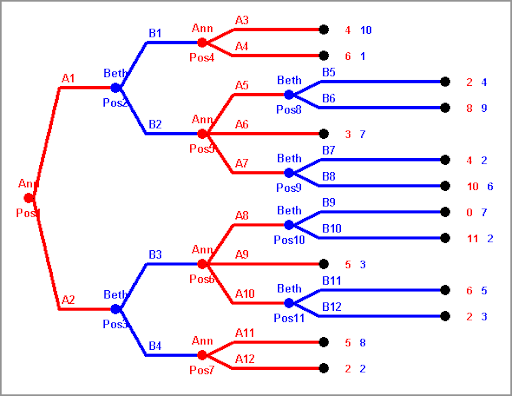 B1
Ann
A3
4 10
Pos4
A4
6 1
A1
Beth
Pos2
B2
Ann
Pos5
A5
Beth
Pos8
B5
2 4
B6
8 9
A6
3 7
A7
Beth
Pos9
B7
4 2
B8
10 6
Ann
Pos1
A2
Beth
Pos3
B3
Ann
Pos6
A8
Beth
Pos10
B9
0 7
B10
11 2
A9
5 3
A10
Beth
Pos11
B11
6 5
B12
2 3
B4
Ann
Pos7
A11
5 8
A12
2 2